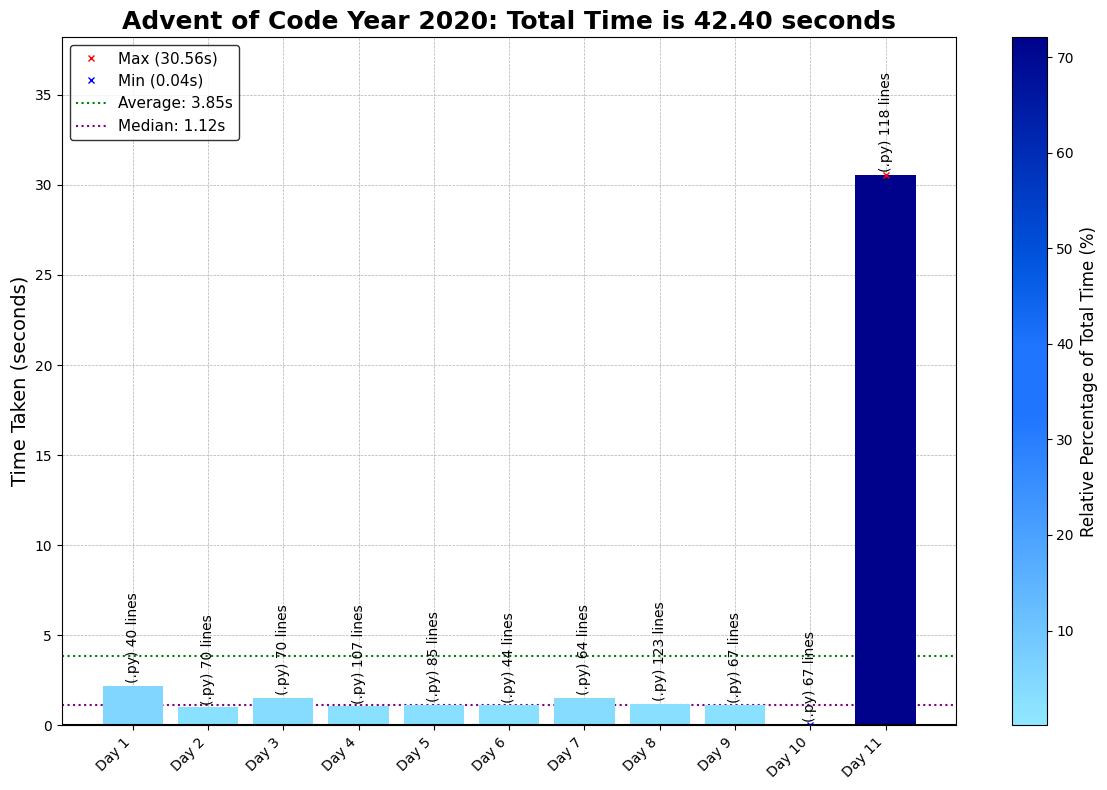 Advent of Code Year 2020: Total Time is 42.40 seconds
Max (30.56s)
Min (0.04s)
Average: 3.85s
Median: 1.12s
Time Taken (seconds)
35
30
25
20
15
10
5
0
(.py) 40 lines
(.py) 70 lines
(.py) 70 lines
(.py) 107 lines
(.py) 85 lines
(.py) 44 lines
(.py) 64 lines
(.py) 123 lines
(.py) 67 lines
(.py) 67 lines
(.py) 118 lines
Day 1
Day 2
Day 3
Day 4
Day 5
Day 6
Day 7
Day 8
Day 9
Day 10
Day 11
70
60
50
40
30
20
10
Relative Percentage of Total Time (%)